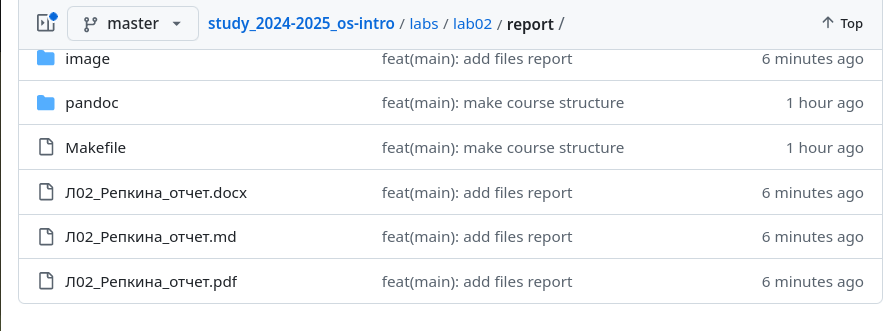 master study_2024-2025_os-intro / labs / lab02 / report / Top
image feat(main): add files report 6 minutes ago
pandoc feat(main): make course structure 1 hour ago
Makefile feat(main): make course structure 1 hour ago
Л02_Репкина_отчет.docx feat(main): add files report 6 minutes ago
Л02_Репкина_отчет.md feat(main): add files report 6 minutes ago
Л02_Репкина_отчет.pdf feat(main): add files report 6 minutes ago